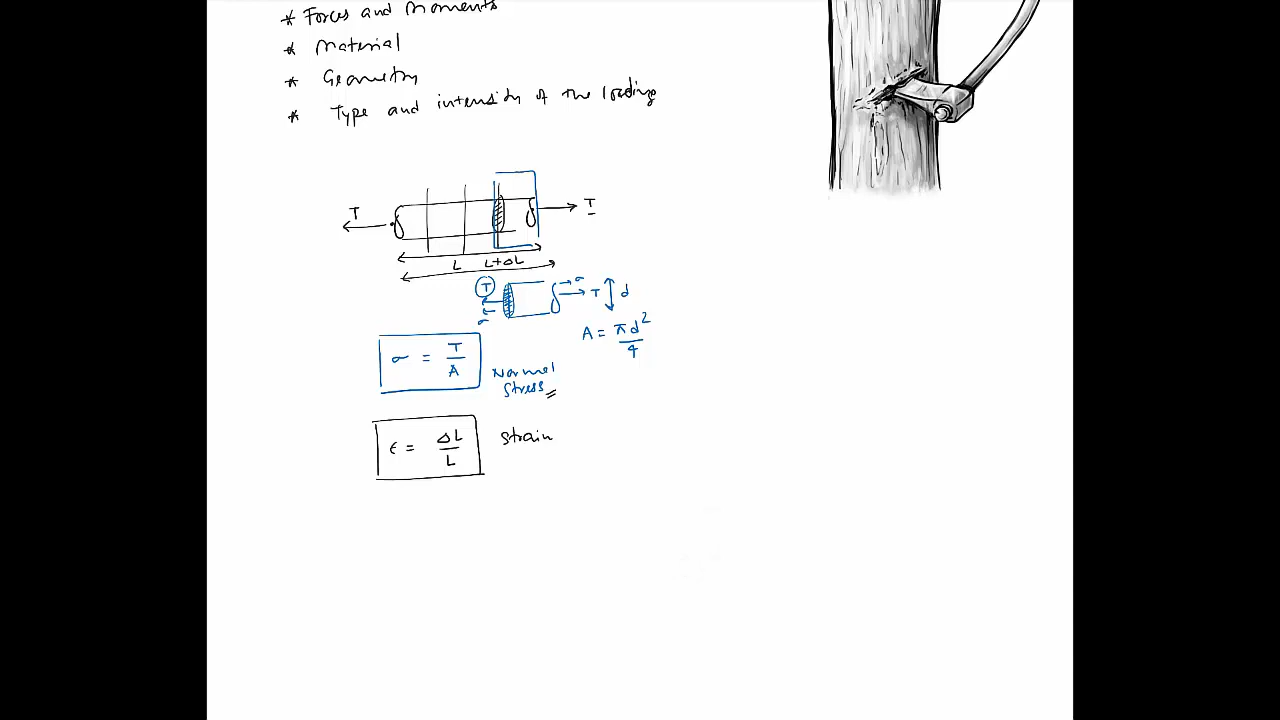 * Forces and Moments
* Material
* Geometry
* Type and intensity of the loading
T
T
L
L+ΔL
T
σ
T
d
σ
A = πd²/4
σ = T/A
Normal
Stress
ε = ΔL/L
strain